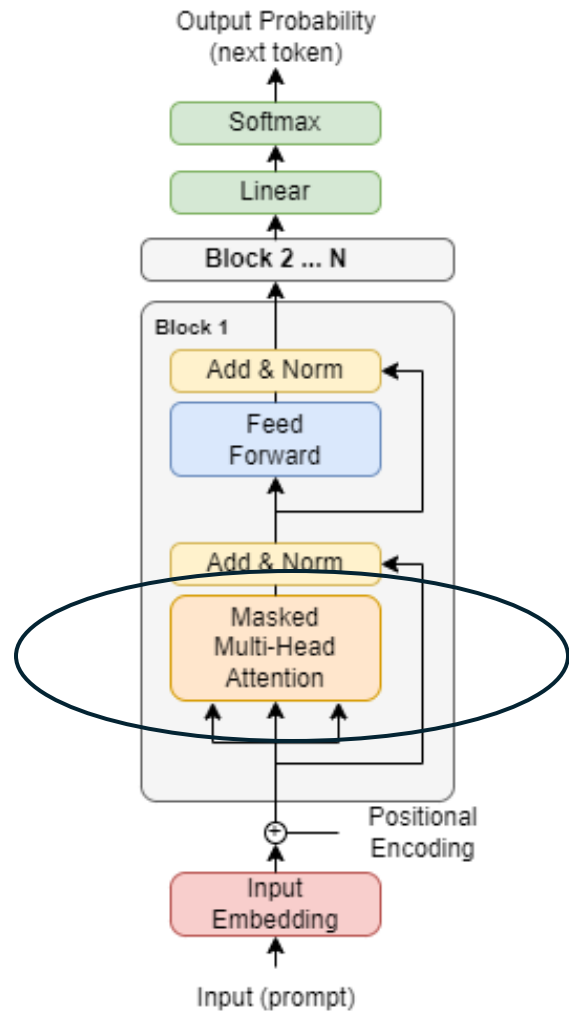 Output Probability
(next token)
Softmax
Linear
Block 2 ... N
Block 1
Add & Norm
Feed
Forward
Add & Norm
Masked
Multi-Head
Attention
+
Positional
Encoding
Input
Embedding
Input (prompt)